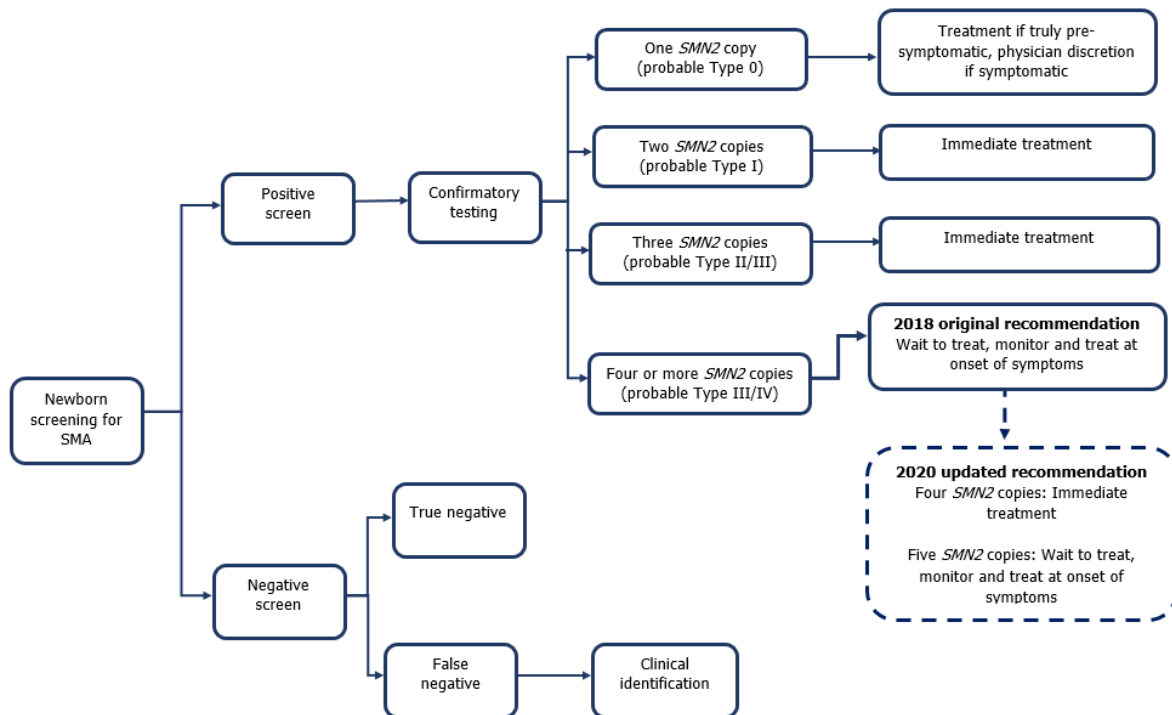 One SMN2 copy
(probable Type 0)
Treatment if truly pre-
symptomatic, physician discretion
if symptomatic
Two SMN2 copies
(probable Type I)
Immediate treatment
Positive
screen
Confirmatory
testing
Three SMN2 copies
(probable Type II/III)
Immediate treatment
Four or more SMN2 copies
(probable Type III/IV)
2018 original recommendation
Wait to treat, monitor and treat at
onset of symptoms
Newborn
screening for
SMA
2020 updated recommendation
Four SMN2 copies: Immediate
treatment
Five SMN2 copies: Wait to treat,
monitor and treat at onset of
symptoms
True negative
Negative
screen
False
negative
Clinical
identification